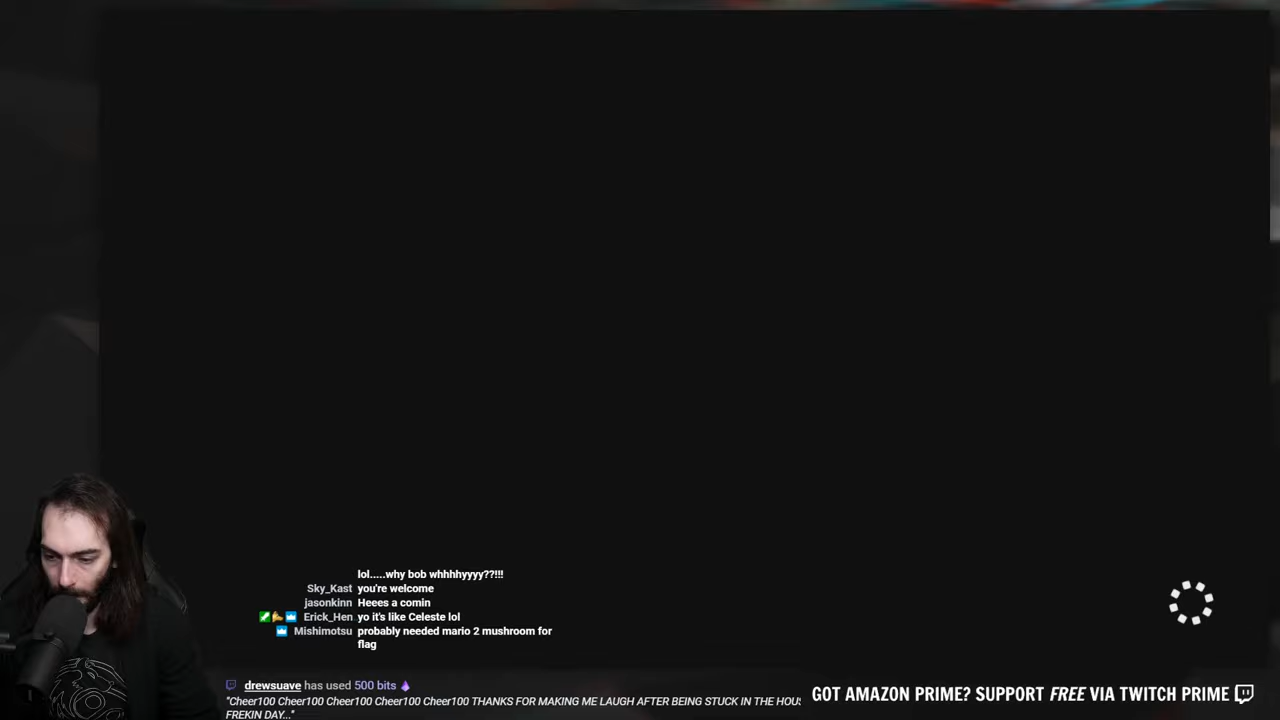 lol.....why bob whhhhyyyy??!!!
Sky_Kast you're welcome
jasonkinn Heees a comin
Erick_Hen yo it's like Celeste lol
Mishimotsu probably needed mario 2 mushroom for
flag
drewsuave has used 500 bits
"Cheer100 Cheer100 Cheer100 Cheer100 Cheer100 THANKS FOR MAKING ME LAUGH AFTER BEING STUCK IN THE
FREKIN DAY..."
GOT AMAZON PRIME? SUPPORT FREE VIA TWITCH PRIME